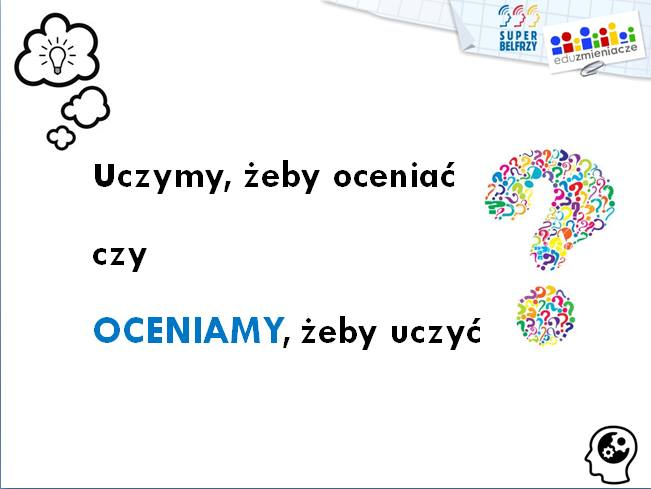 SUPER
BELFRZY
eduzmieniacze
Uczymy, żeby oceniać
czy
OCENIAMY, żeby uczyć
?